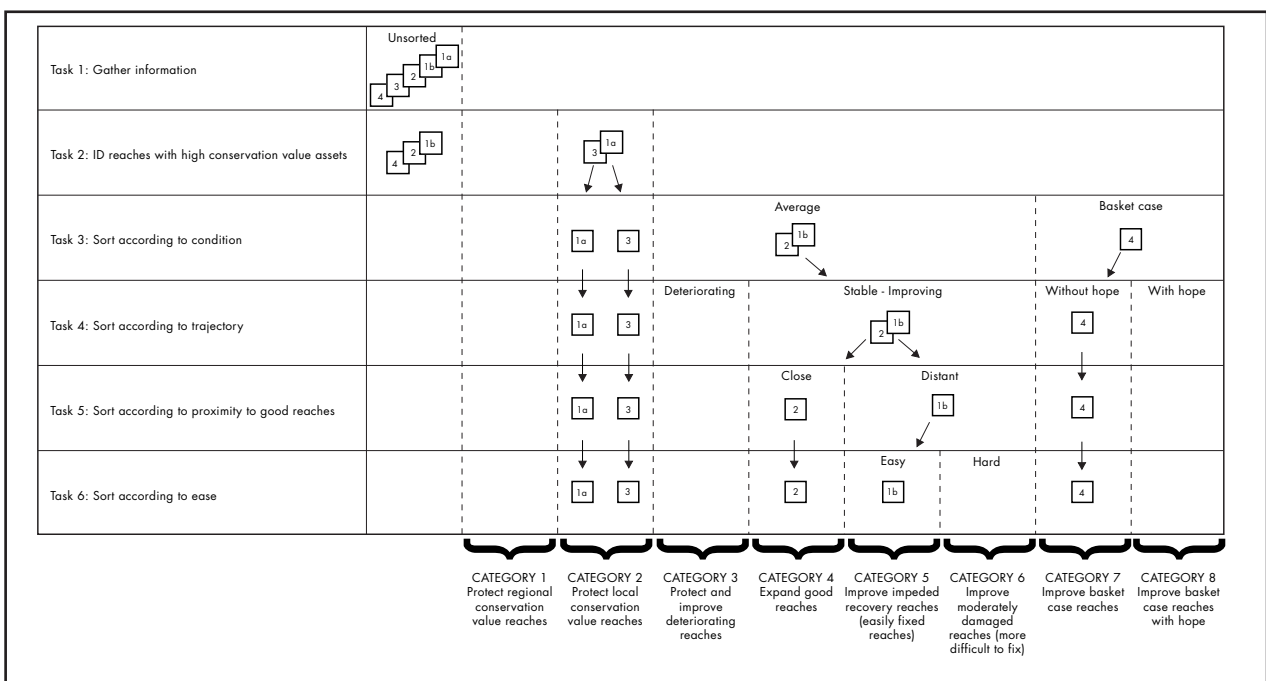 Unsorted
Task 1: Gather information
1a
1b
2
3
4
Task 2: ID reaches with high conservation value assets
1b
2
4
1a
3
Average
Basket case
Task 3: Sort according to condition
1a
3
1b
2
4
Deteriorating
Stable - Improving
Without hope
With hope
Task 4: Sort according to trajectory
1a
3
1b
2
4
Close
Distant
Task 5: Sort according to proximity to good reaches
1a
3
2
1b
4
Easy
Hard
Task 6: Sort according to ease
1a
3
2
1b
4
CATEGORY 1
Protect regional
conservation
value reaches
CATEGORY 2
Protect local
conservation
value reaches
CATEGORY 3
Protect and
improve
deteriorating
reaches
CATEGORY 4
Expand good
reaches
CATEGORY 5
Improve impeded
recovery reaches
(easily fixed
reaches)
CATEGORY 6
Improve
moderately
damaged
reaches (more
difficult to fix)
CATEGORY 7
Improve basket
case reaches
CATEGORY 8
Improve basket
case reaches
with hope